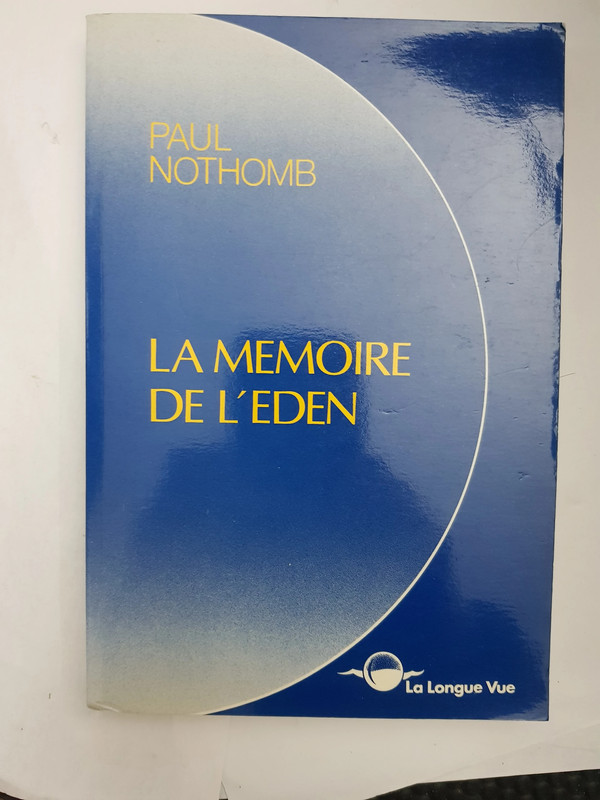 PAUL
NOTHOMB
LA MEMOIRE
DE L´EDEN
La Longue Vue